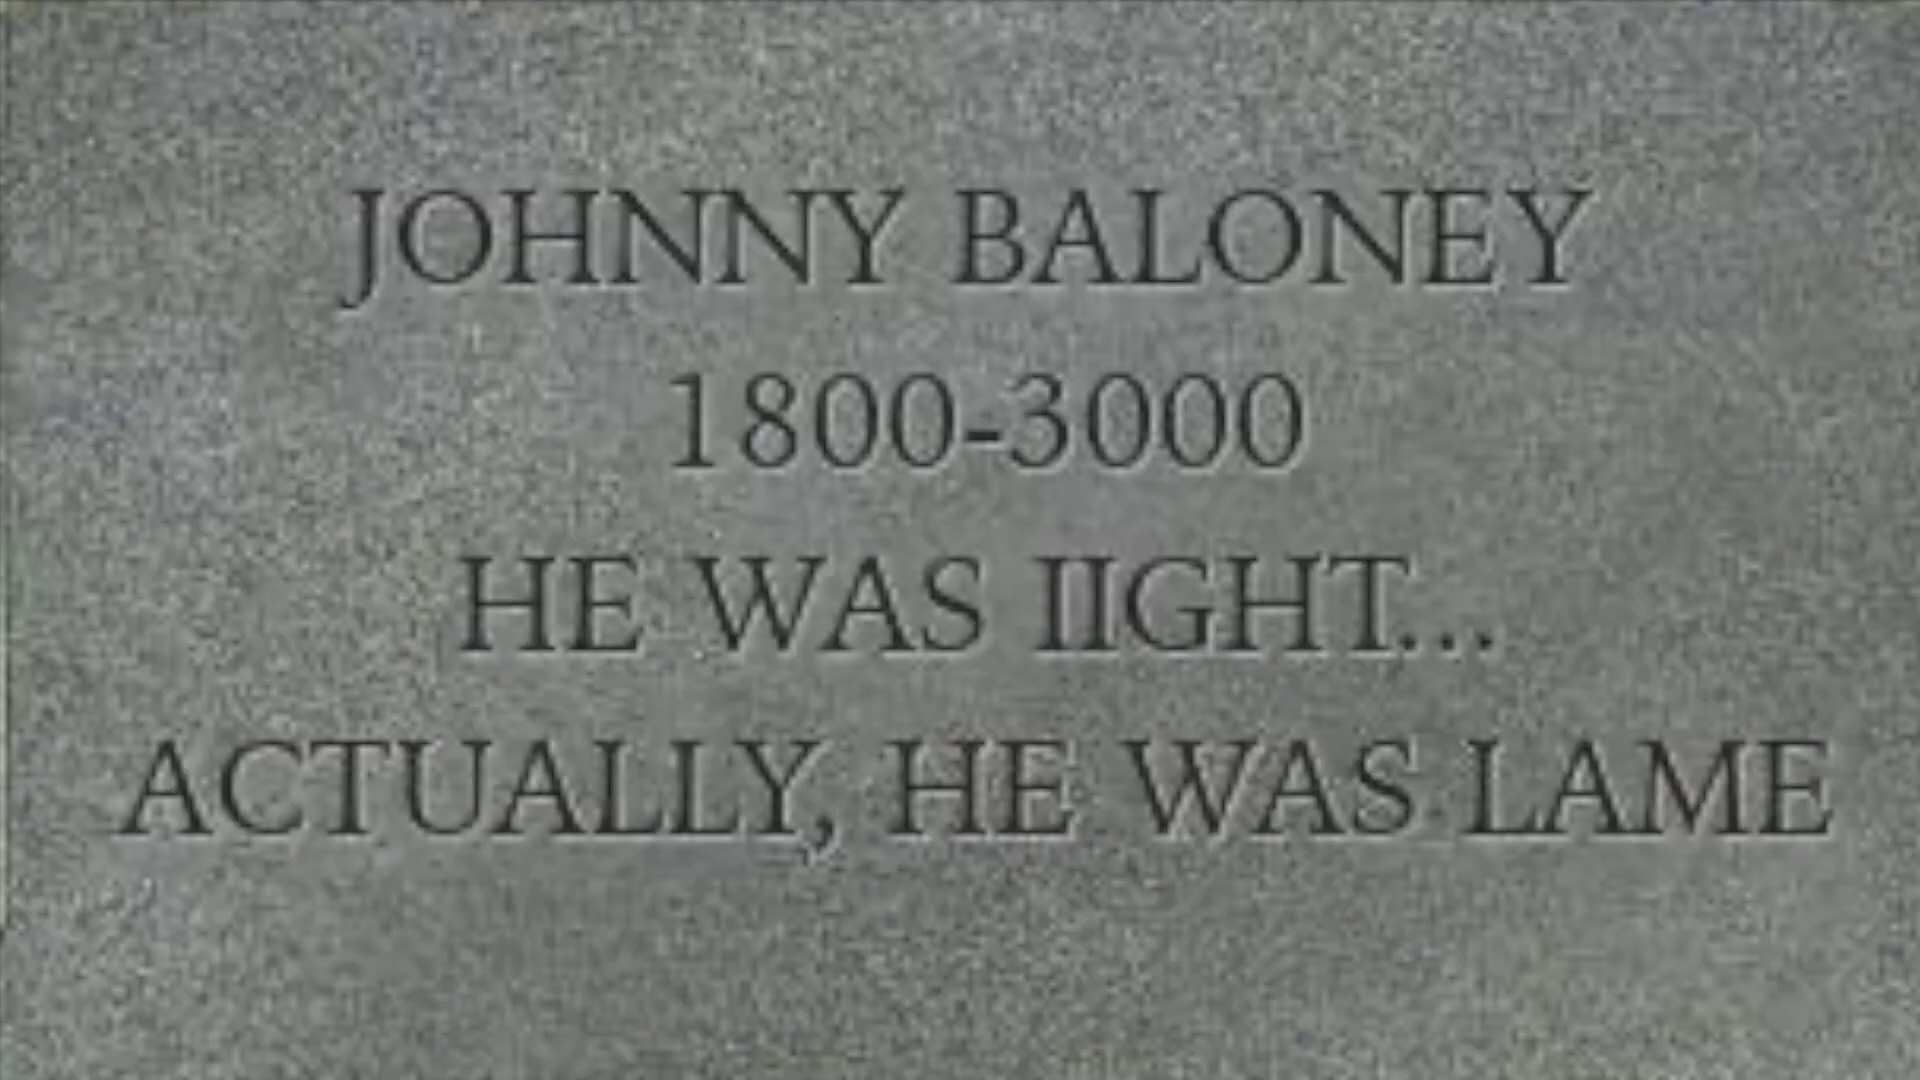 JOHNNY BALONEY
1800-3000
HE WAS IIGHT...
ACTUALLY, HE WAS LAME